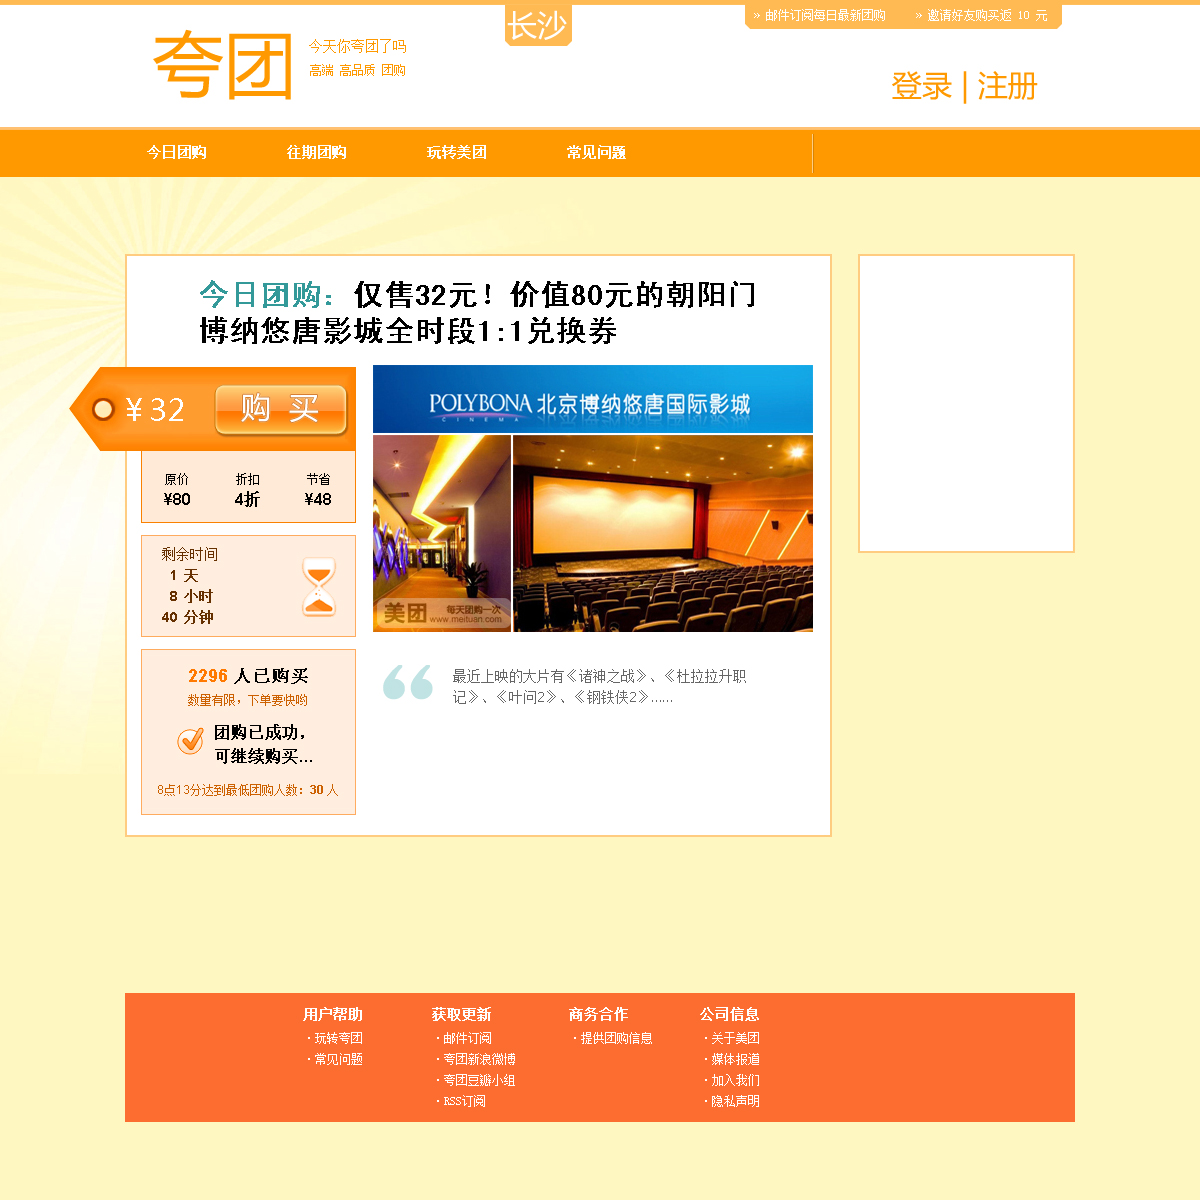 » 邮件订阅每日最新团购
» 邀请好友购买返 10 元
长沙
夸团
今天你夸团了吗
高端 高品质 团购
登录 | 注册
今日团购
往期团购
玩转美团
常见问题
今日团购：仅售32元！价值80元的朝阳门
博纳悠唐影城全时段1:1兑换券
¥ 32
购 买
原价 折扣 节省
¥80 4折 ¥48
剩余时间
1 天
8 小时
40 分钟
2296 人已购买
数量有限，下单要快哟
团购已成功，
可继续购买...
8点13分达到最低团购人数：30 人
POLYBONA 北京博纳悠唐国际影城
CINEMA
美团 每天团购一次
www.meituan.com
最近上映的大片有《诸神之战》、《杜拉拉升职
记》、《叶问2》、《钢铁侠2》……
用户帮助
· 玩转夸团
· 常见问题
获取更新
· 邮件订阅
· 夸团新浪微博
· 夸团豆瓣小组
· RSS订阅
商务合作
· 提供团购信息
公司信息
· 关于美团
· 媒体报道
· 加入我们
· 隐私声明